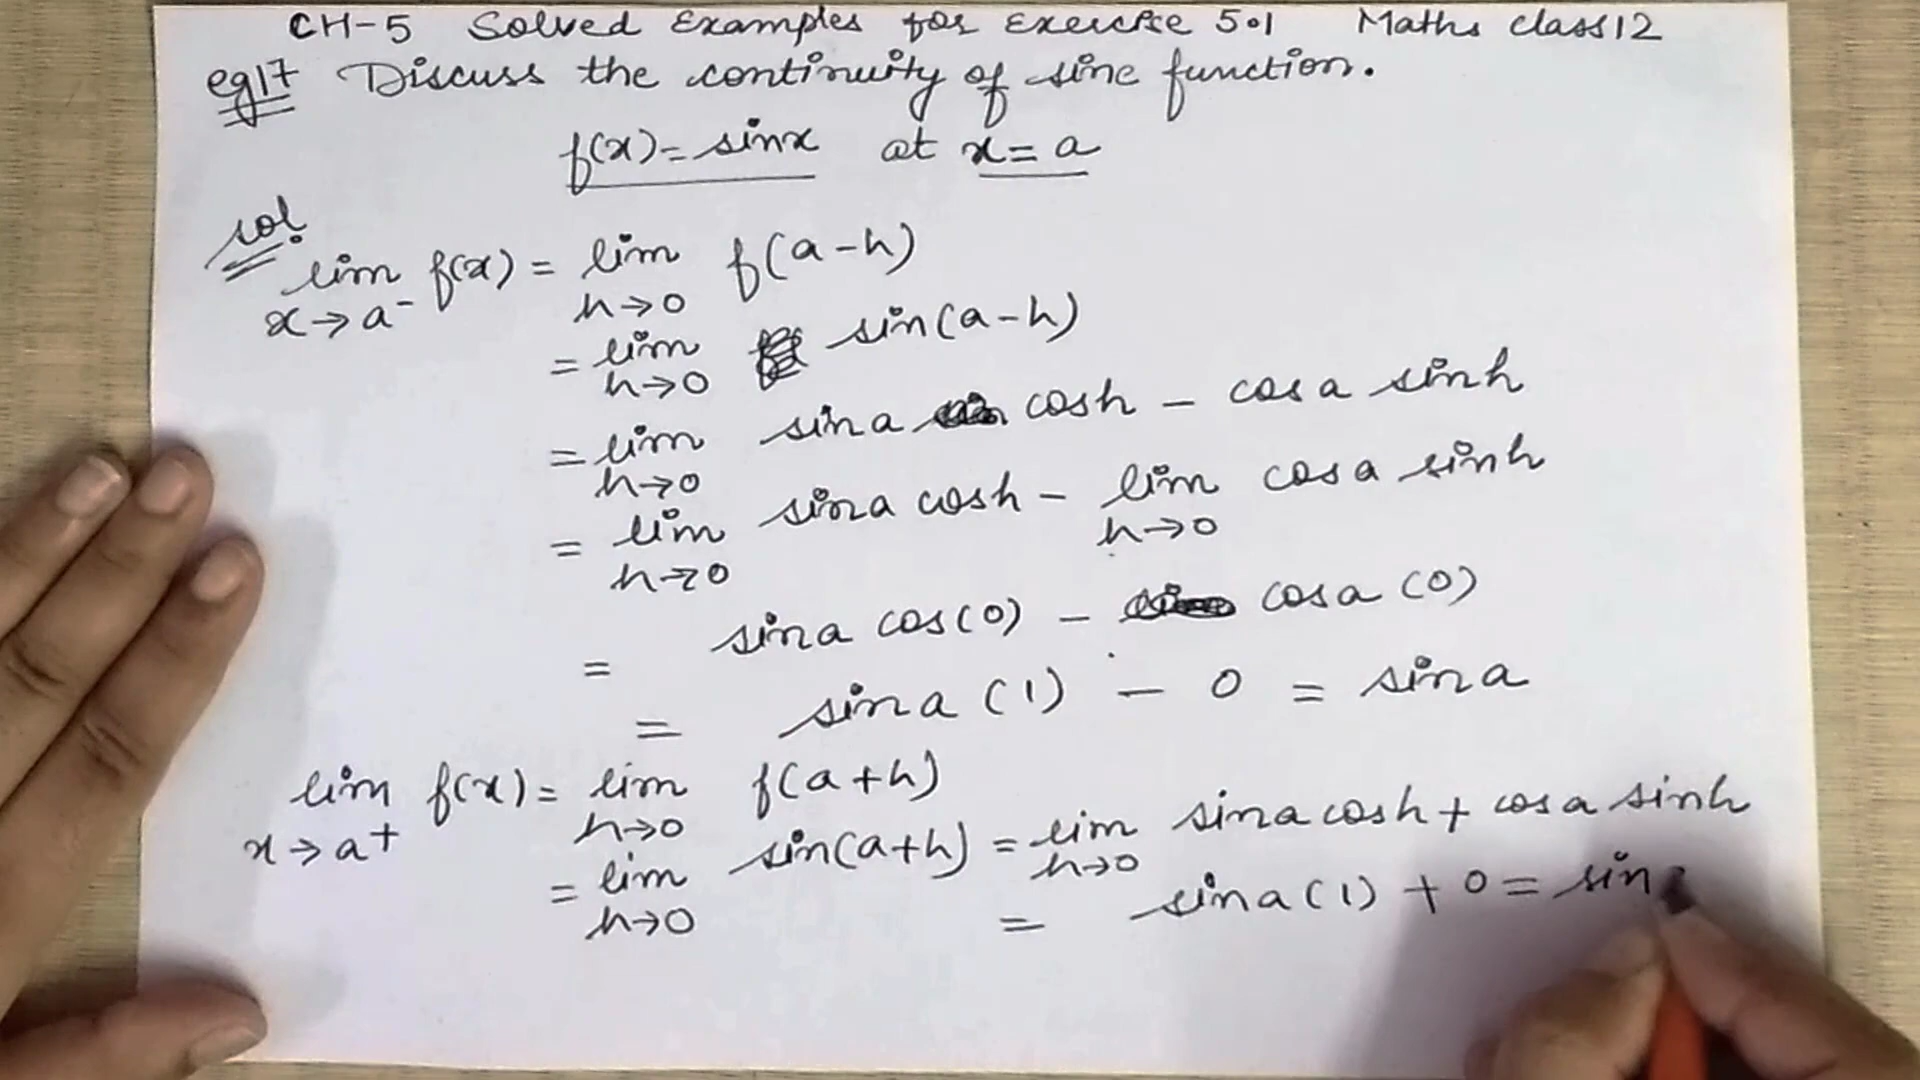 CH-5 Solved Examples for Exercise 5.1 Maths class12
eg17 Discuss the continuity of sine function.
f(x)= sinx at x = a
sol.
lim f(x) = lim f(a-h)
x→a⁻ h→0
= lim sin(a-h)
h→0
= lim sina cosh - cosa sinh
h→0
= lim sina cosh - lim cosa sinh
h→0 h→0
= sina cos(0) - cosa (0)
= sina (1) - 0 = sina
lim f(x) = lim f(a+h)
x→a+ h→0
= lim sin(a+h) = lim sina cosh + cosa sinh
h→0 h→0
= sina (1) + 0 = sin